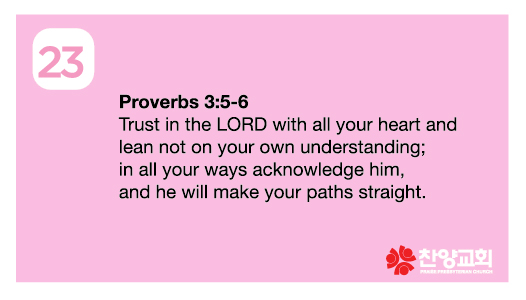 23
Proverbs 3:5-6
Trust in the LORD with all your heart and
lean not on your own understanding;
in all your ways acknowledge him,
and he will make your paths straight.
찬양교회
PRAISE PRESBYTERIAN CHURCH